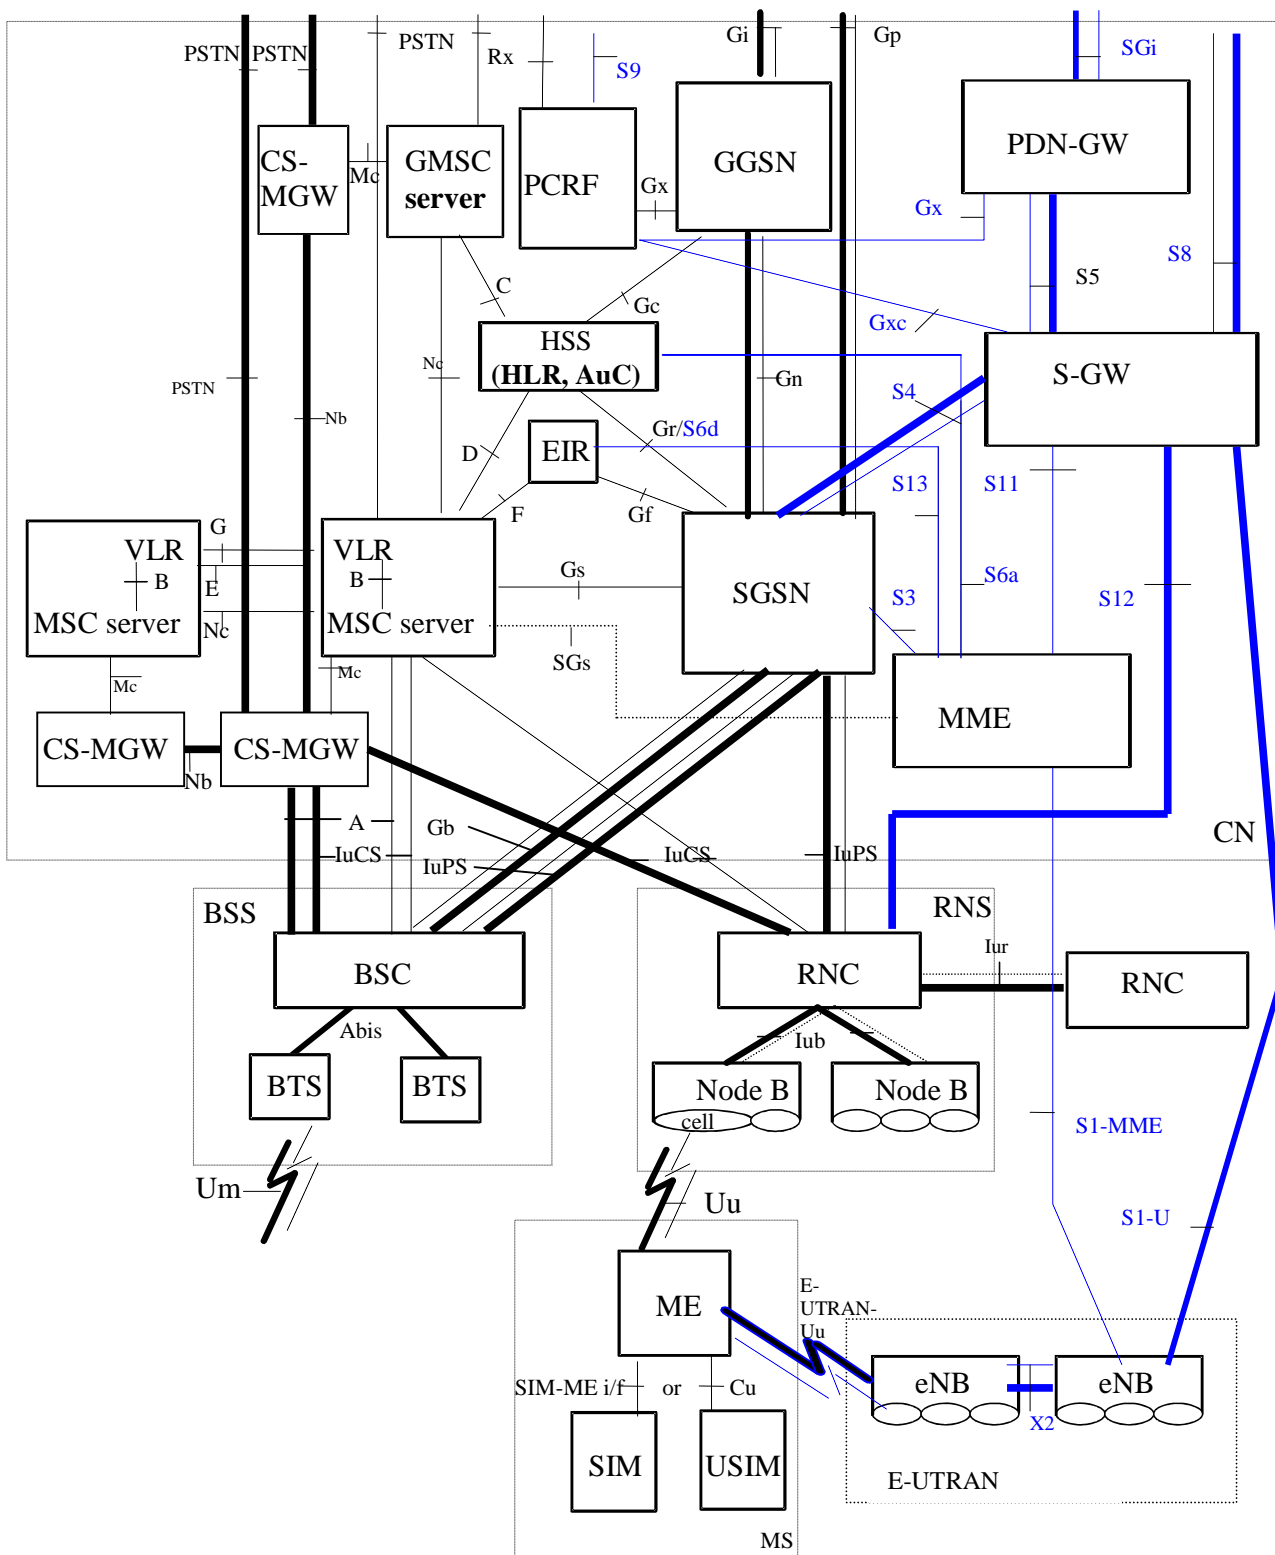 PSTN
PSTN
PSTN
Rx
S9
Gi
Gp
SGi
CS-
MGW
Mc
GMSC
server
PCRF
Gx
GGSN
PDN-GW
Gx
S5
S8
C
Gc
Gxc
HSS
(HLR, AuC)
PSTN
Nc
Nb
Gn
S4
S-GW
D
EIR
Gr/S6d
F
Gf
S13
S11
G
VLR
B
E
MSC server
Nc
VLR
B
MSC server
Gs
SGs
SGSN
S3
S6a
S12
Mc
Mc
CS-MGW
Nb
CS-MGW
MME
A
Gb
IuCS
IuPS
IuCS
IuPS
CN
BSS
RNS
BSC
RNC
Iur
RNC
Abis
Iub
BTS
BTS
Node B
cell
Node B
Um
Uu
S1-MME
S1-U
ME
E-
UTRAN-
Uu
SIM-ME i/f
or
Cu
eNB
X2
eNB
SIM
USIM
E-UTRAN
MS